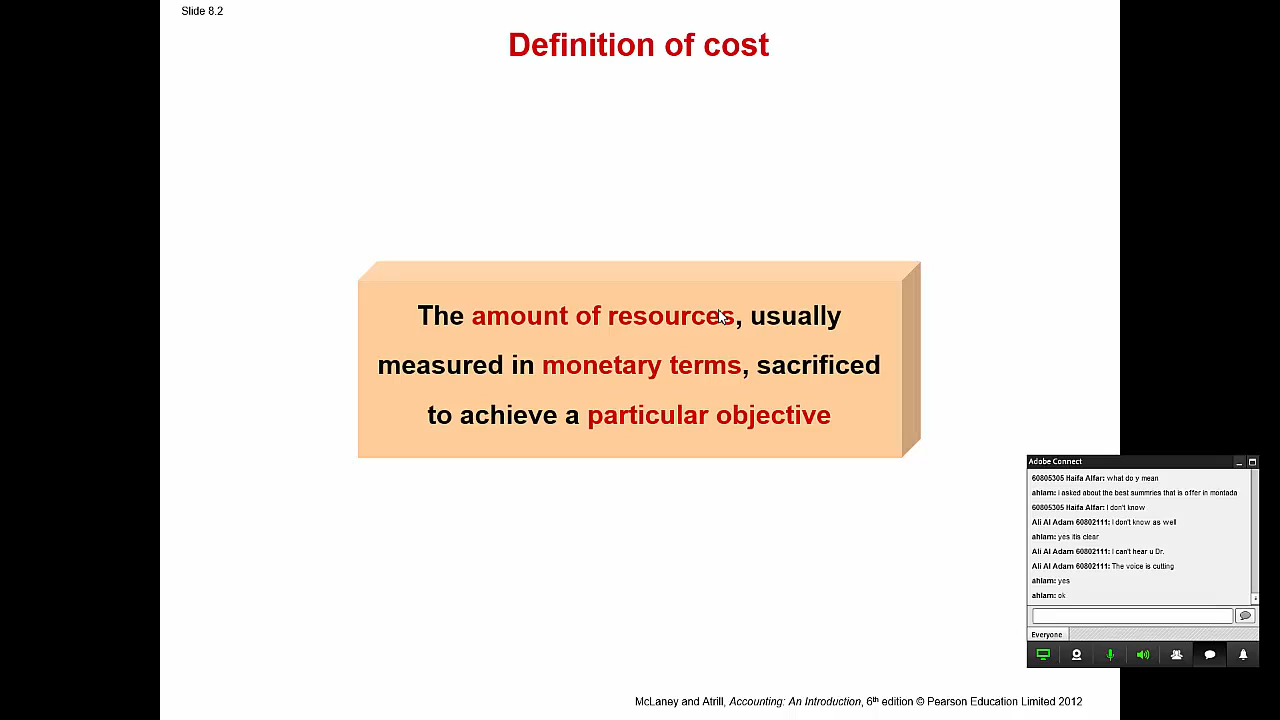 Slide 8.2
Definition of cost
The amount of resources, usually
measured in monetary terms, sacrificed
to achieve a particular objective
Adobe Connect
60805305 Haifa Alfar: what do y mean
ahlam: i asked about the best summries that is offer in montada
60805305 Haifa Alfar: I don't know
Ali Al Adam 60802111: I don't know as well
ahlam: yes itis clear
Ali Al Adam 60802111: I can't hear u Dr.
Ali Al Adam 60802111: The voice is cutting
ahlam: yes
ahlam: ok
Everyone
McLaney and Atrill, Accounting: An Introduction, 6th edition © Pearson Education Limited 2012